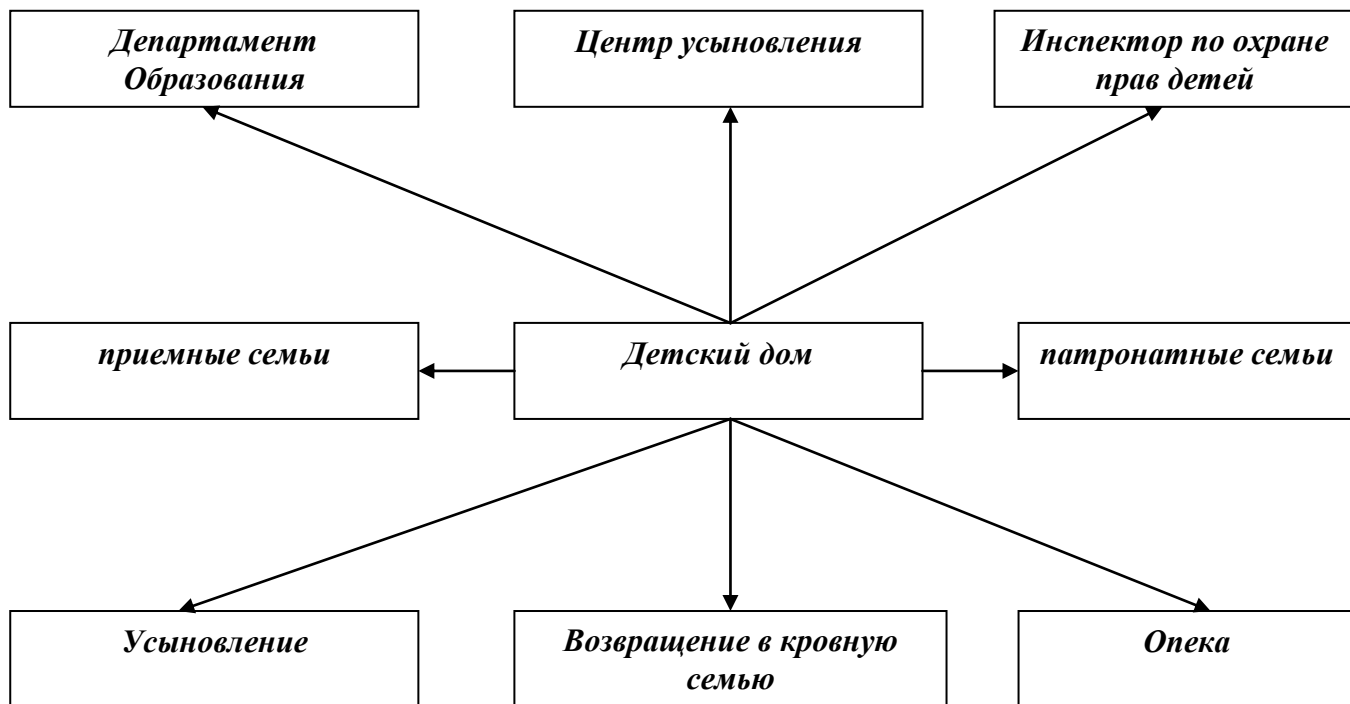 Департамент
Образования
Центр усыновления
Инспектор по охране
прав детей
приемные семьи
Детский дом
патронатные семьи
Усыновление
Возвращение в кровную
семью
Опека